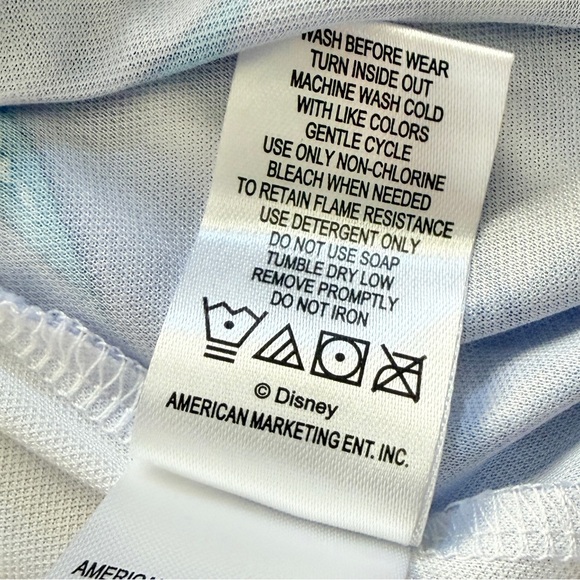 WASH BEFORE WEAR
TURN INSIDE OUT
MACHINE WASH COLD
WITH LIKE COLORS
GENTLE CYCLE
USE ONLY NON-CHLORINE
BLEACH WHEN NEEDED
TO RETAIN FLAME RESISTANCE
USE DETERGENT ONLY
DO NOT USE SOAP
TUMBLE DRY LOW
REMOVE PROMPTLY
DO NOT IRON
© Disney
AMERICAN MARKETING ENT. INC.